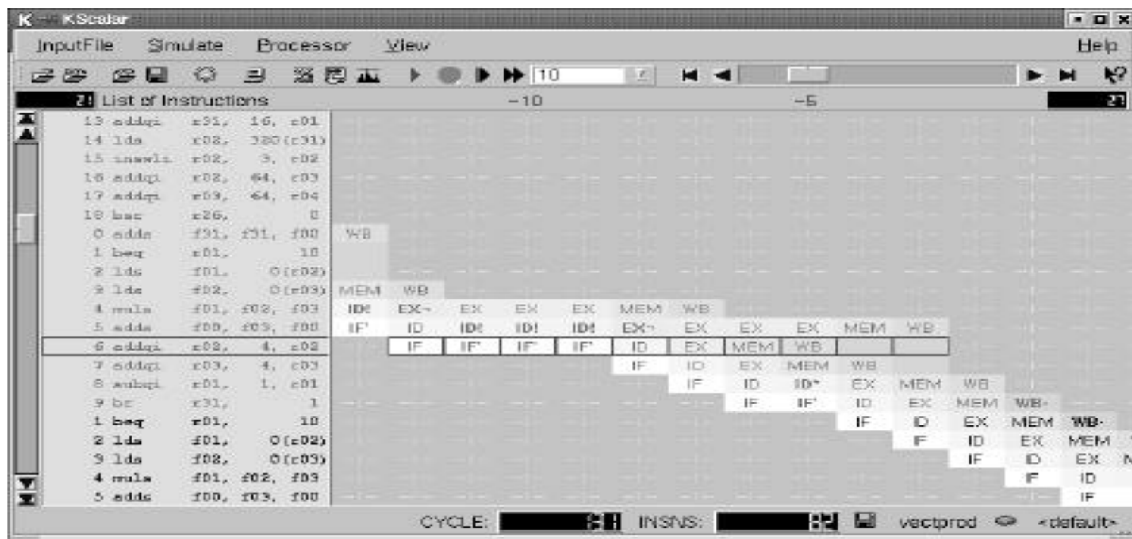 K KScalar
InputFile Simulate Processor View Help
10
List of Instructions -10 -5 27
13 addqi r31, 16, r01
14 lda r02, 320(r31)
15 r02, 3, r02
16 addqi r02, 64, r03
17 addqi r03, 64, r04
18 bsr r26, 0
0 adds f31, f31, f00 WB
1 beq r01, 10
2 lds f01, 0(r02)
3 lds f02, 0(r03) MEM WB
4 muls f01, f02, f03 ID! EX¬ EX EX EX MEM WB
5 adds f00, f03, f00 IF' ID ID! ID! ID! EX¬ EX EX EX MEM WB
6 addqi r02, 4, r02 IF IF' IF' IF' ID EX MEM WB
7 addqi r03, 4, r03 IF ID EX MEM WB
8 subqi r01, 1, r01 IF ID ID* EX MEM WB
9 br r31, 1 IF IF' ID EX MEM WB-
1 beq r01, 10 IF ID EX MEM WB-
2 lds f01, 0(r02) IF ID EX MEM
3 lds f02, 0(r03) IF ID EX M
4 muls f01, f02, f03 IF ID
5 adds f00, f03, f00 IF
CYCLE: INSNS: 82 vectprod <default>